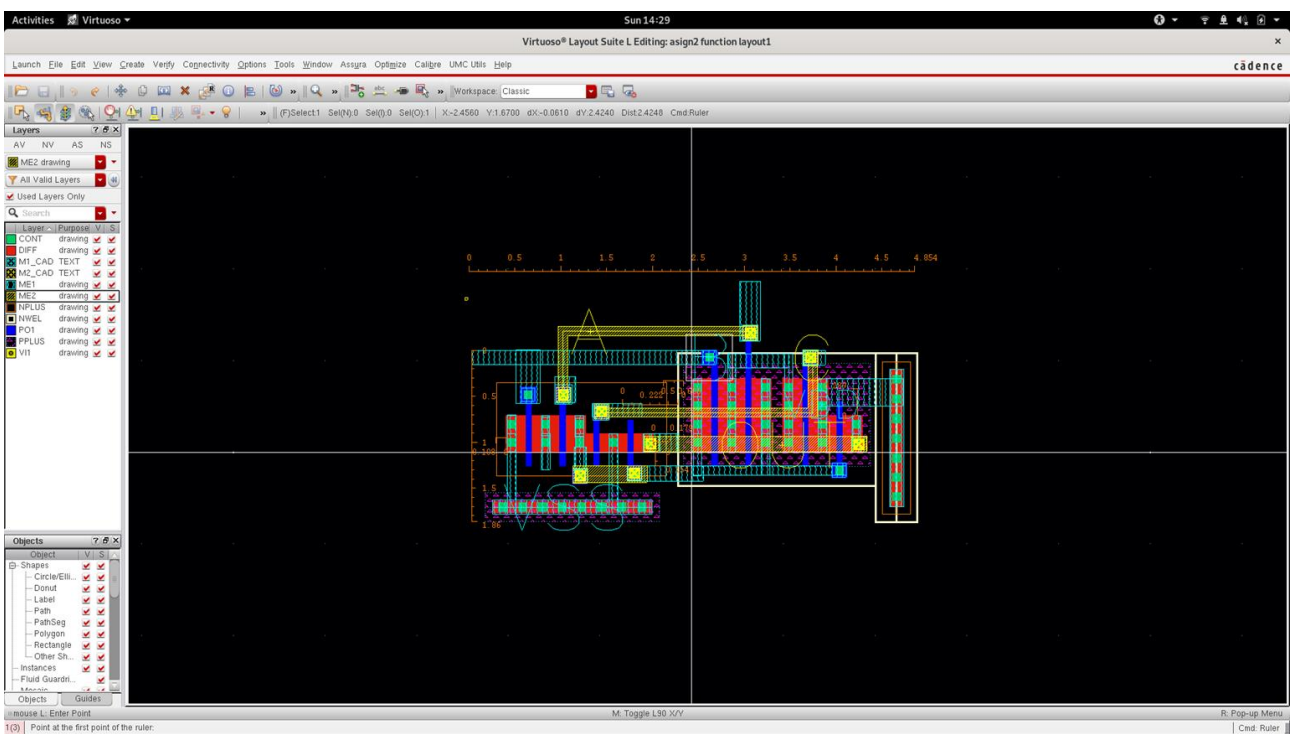 Activities Virtuoso Sun 14:29
Virtuoso® Layout Suite L Editing: asign2 function layout1 ×
Launch File Edit View Create Verify Connectivity Options Tools Window Assura Optimize Calibre UMC Utils Help cādence
» » » Workspace: Classic
» (F)Select:1 Sel(N):0 Sel(I):0 Sel(O):1 X:-2.4560 Y:1.6700 dX:-0.0610 dY:2.4240 Dist:2.4248 Cmd:Ruler
Layers
AV NV AS NS
ME2 drawing
All Valid Layers
Used Layers Only
Search
Layer Purpose V S
CONT drawing
DIFF drawing
M1_CAD TEXT
M2_CAD TEXT
ME1 drawing
ME2 drawing
NPLUS drawing
NWEL drawing
PO1 drawing
PPLUS drawing
VI1 drawing
0 0.5 1 1.5 2 2.5 3 3.5 4 4.5 4.854
A
C
0
0.5
0
0
1
0.108
1.5
VSS
1.86
Objects
Object V S
Shapes
Circle/Elli...
Donut
Label
Path
PathSeg
Polygon
Rectangle
Other Sh...
Instances
Fluid Guardri...
Mosaic
Objects Guides
mouse L: Enter Point M: Toggle L90 X/Y R: Pop-up Menu
1(3) Point at the first point of the ruler: Cmd: Ruler